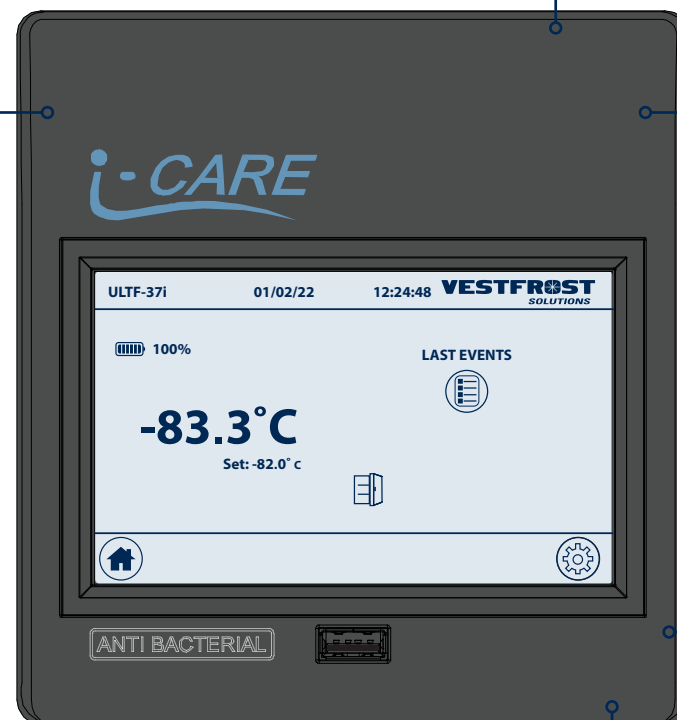 i-CARE
ULTF-37i 01/02/22 12:24:48 VESTFROST
SOLUTIONS
100%
LAST EVENTS
-83.3°C
Set: -82.0° c
ANTI BACTERIAL